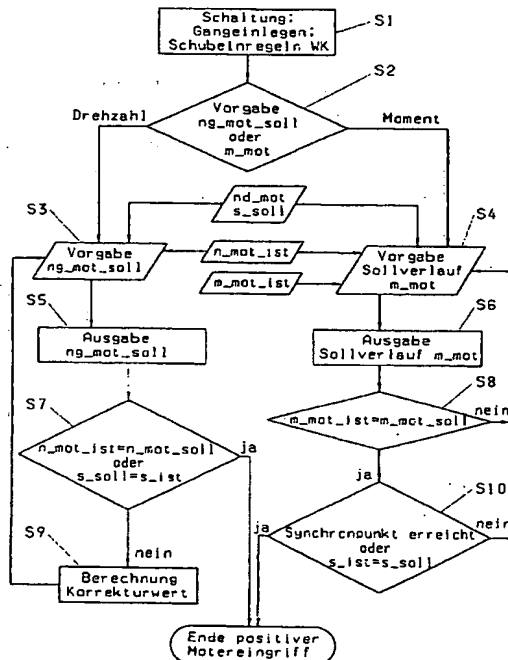 Schaltung;
Gangeinlegen;
Schubeinregeln WK
S1
S2
Vorgabe
ng_mot_soll
oder
m_mot
Drehzahl
Moment
nd_mot
s_soll
S3
S4
Vorgabe
ng_mot_soll
n_mot_ist
m_mot_ist
Vorgabe
Sollverlauf
m_mot
S5
S6
Ausgabe
ng_mot_soll
Ausgabe
Sollverlauf m_mot
S7
S8
n_mot_ist=n_mot_soll
oder
s_soll=s_ist
ja
m_mot_ist=m_mot_soll
nein
ja
S10
S9
nein
Berechnung
Korrekturwert
ja
Synchronpunkt erreicht
oder
s_ist=s_soll
nein
Ende positiver
Motereingriff